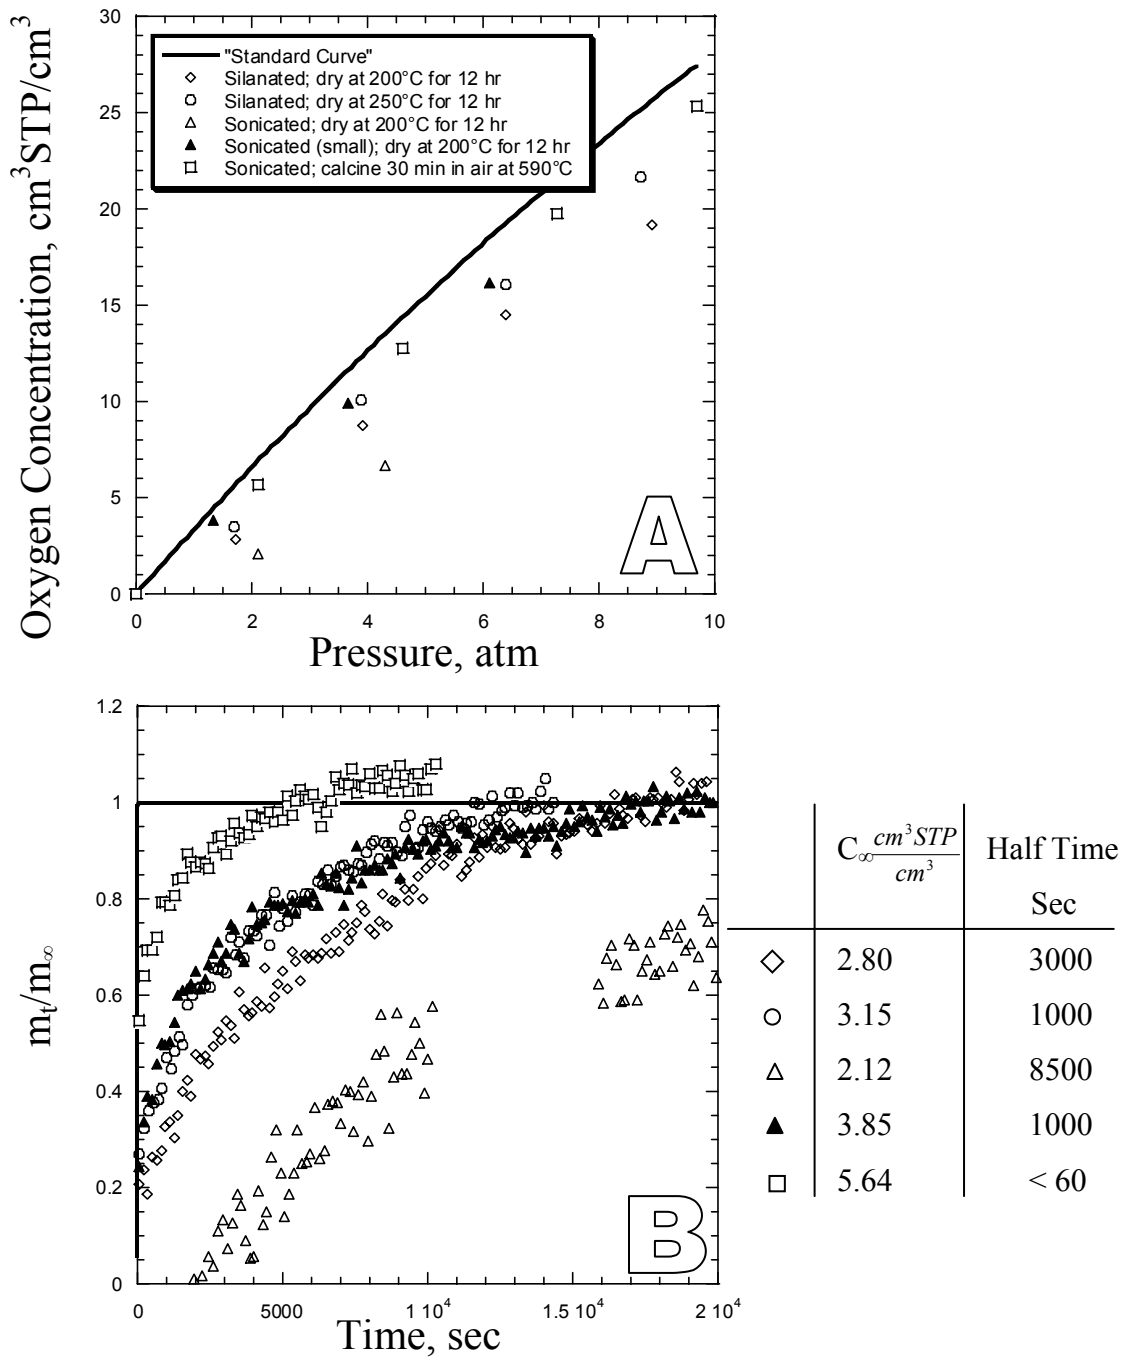 Oxygen Concentration, cm³STP/cm³
30
25
20
15
10
5
0
"Standard Curve"
Silanated; dry at 200°C for 12 hr
Silanated; dry at 250°C for 12 hr
Sonicated; dry at 200°C for 12 hr
Sonicated (small); dry at 200°C for 12 hr
Sonicated; calcine 30 min in air at 590°C
A
0 2 4 6 8 10
Pressure, atm
mₜ/m∞
1.2
1
0.8
0.6
0.4
0.2
0
B
0 5000 1 10⁴ 1.5 10⁴ 2 10⁴
Time, sec
C∞ cm³STP/cm³ Half Time
Sec
2.80 3000
3.15 1000
2.12 8500
3.85 1000
5.64 < 60